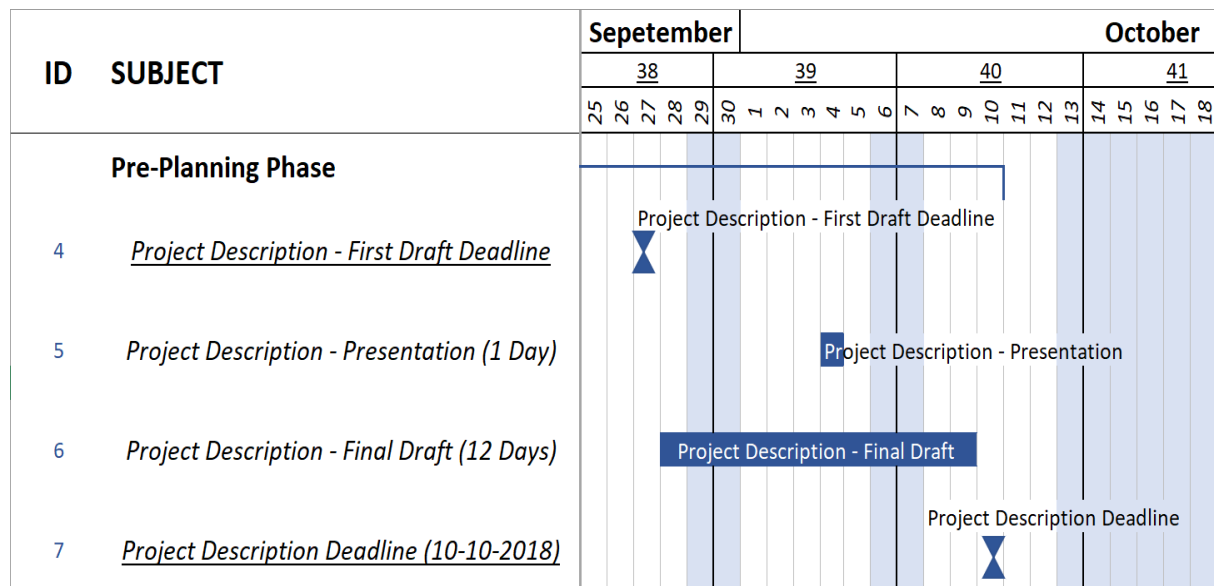 Sepetember
October
ID SUBJECT
38 39 40 41
25 26 27 28 29 30 1 2 3 4 5 6 7 8 9 10 11 12 13 14 15 16 17 18
Pre-Planning Phase
Project Description - First Draft Deadline
4 Project Description - First Draft Deadline
5 Project Description - Presentation (1 Day) Project Description - Presentation
6 Project Description - Final Draft (12 Days) Project Description - Final Draft
Project Description Deadline
7 Project Description Deadline (10-10-2018)